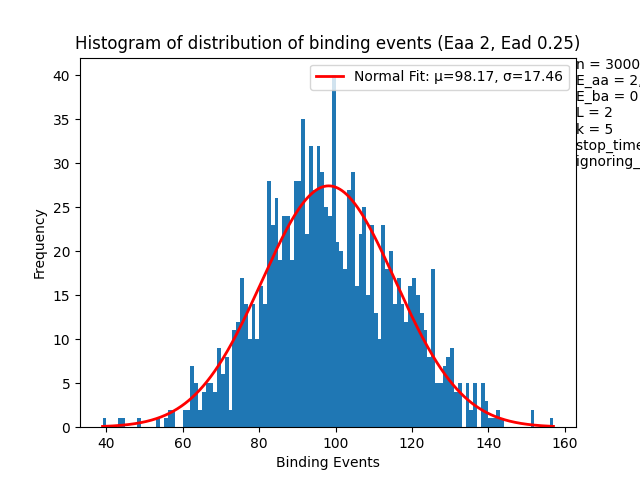 Histogram of distribution of binding events (Eaa 2, Ead 0.25)
Normal Fit: μ=98.17, σ=17.46
n = 3000
E_aa = 2,
E_ba = 0
L = 2
k = 5
stop_time
ignoring_
Frequency
40
35
30
25
20
15
10
5
0
40 60 80 100 120 140 160
Binding Events